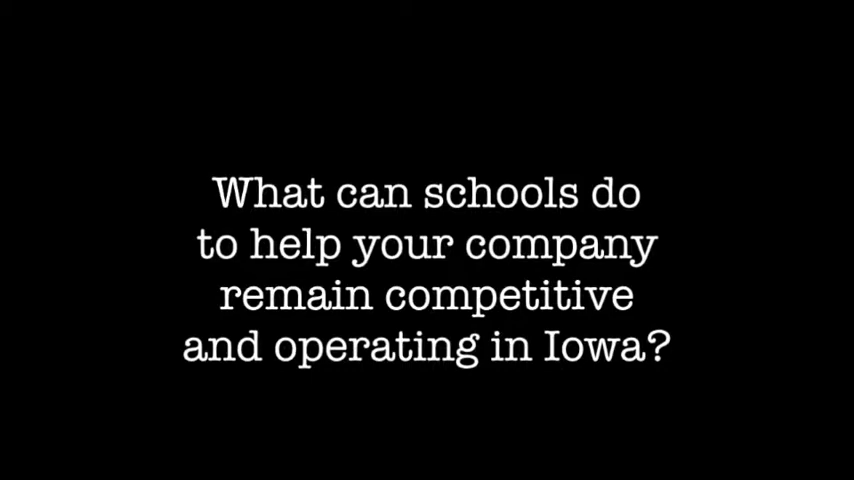 What can schools do
to help your company
remain competitive
and operating in Iowa?